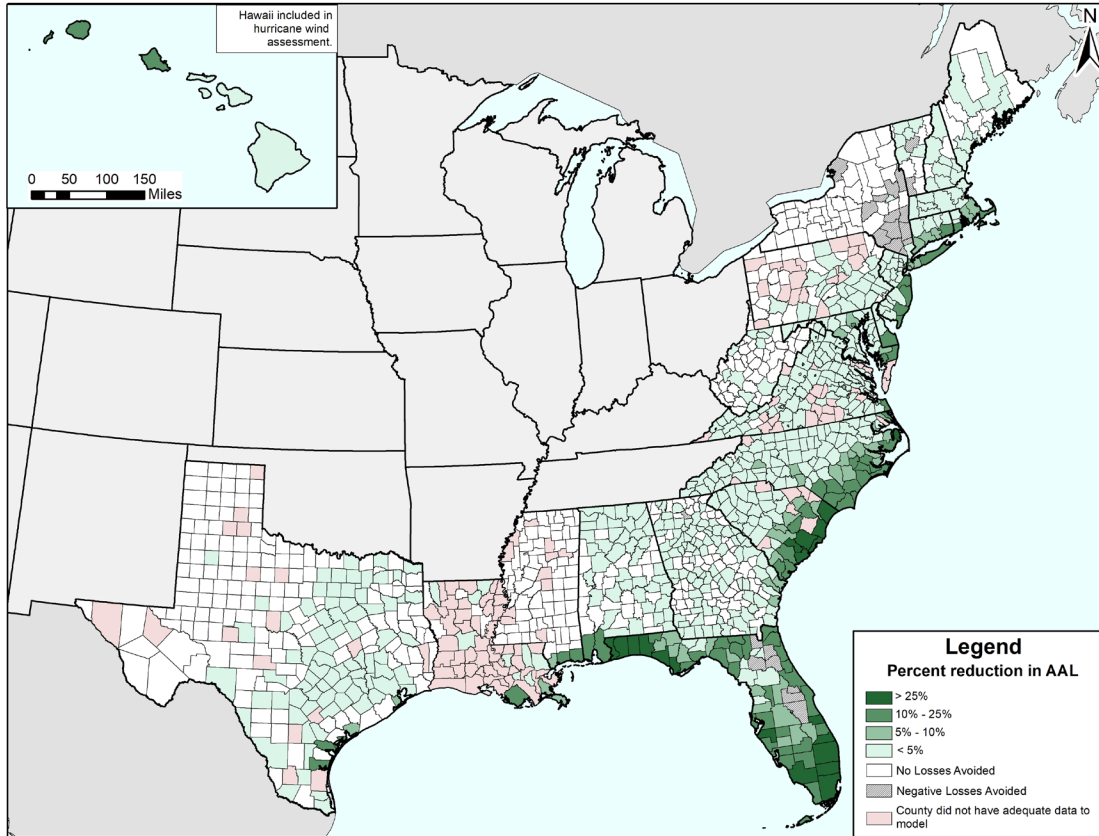 Hawaii included in
hurricane wind
assessment.
N
0 50 100 150
Miles
Legend
Percent reduction in AAL
> 25%
10% - 25%
5% - 10%
< 5%
No Losses Avoided
Negative Losses Avoided
County did not have adequate data to
model